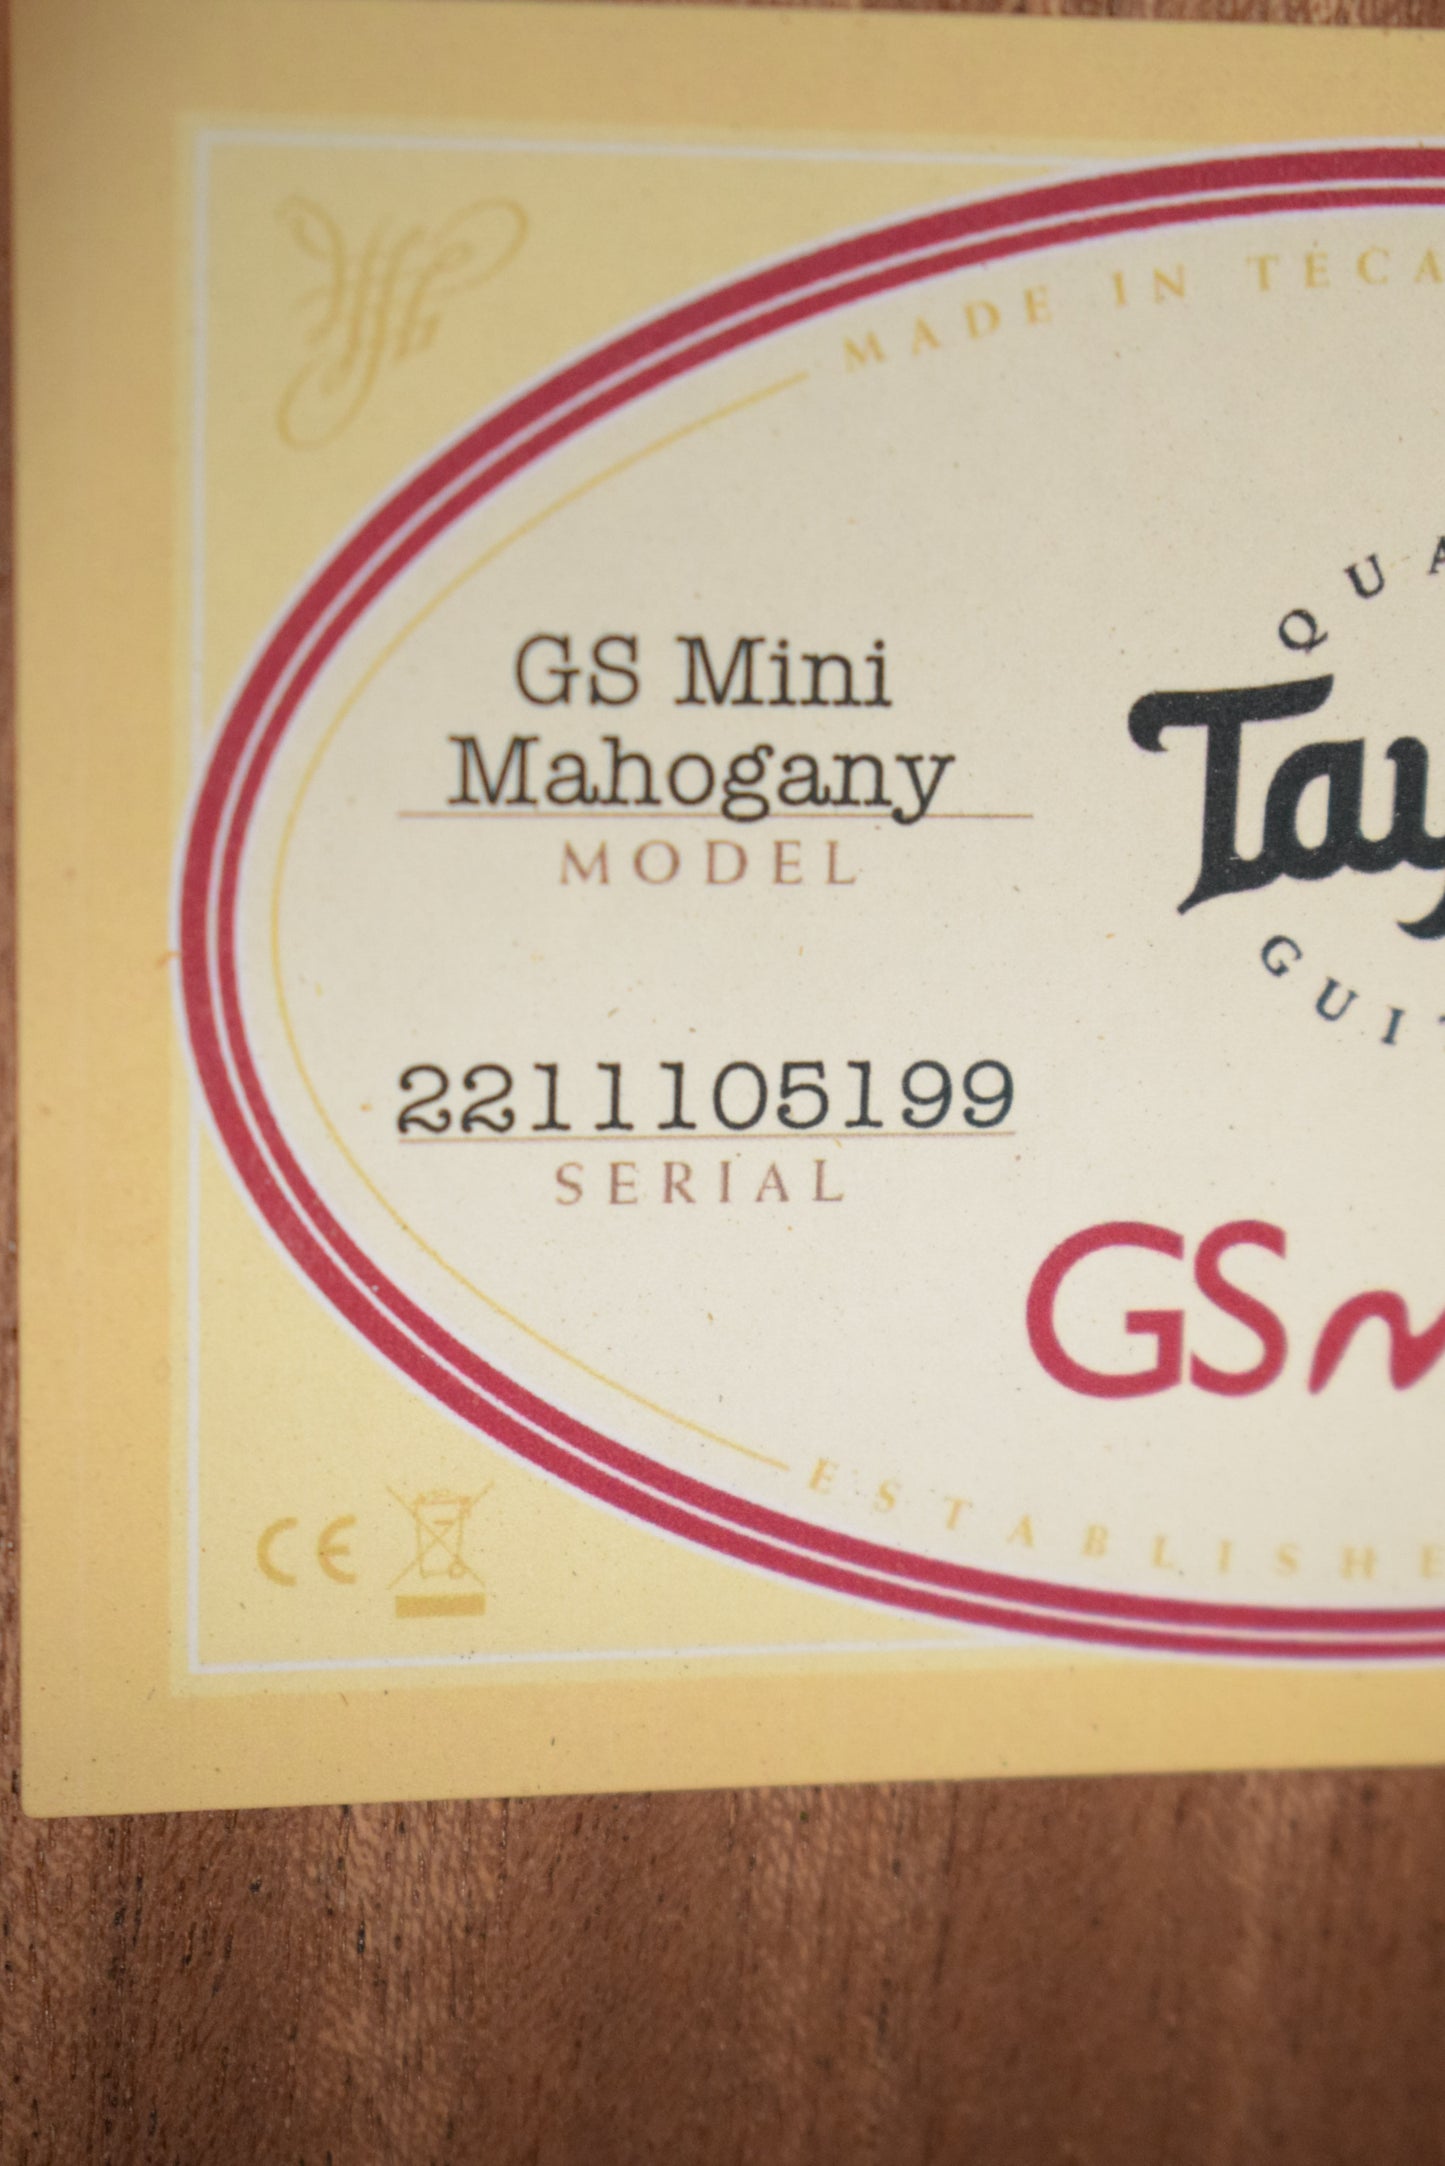 MADE IN TECA
GS Mini
Mahogany
MODEL
QUA
Tay
GUI
2211105199
SERIAL
GS
ESTABLISHE
CE